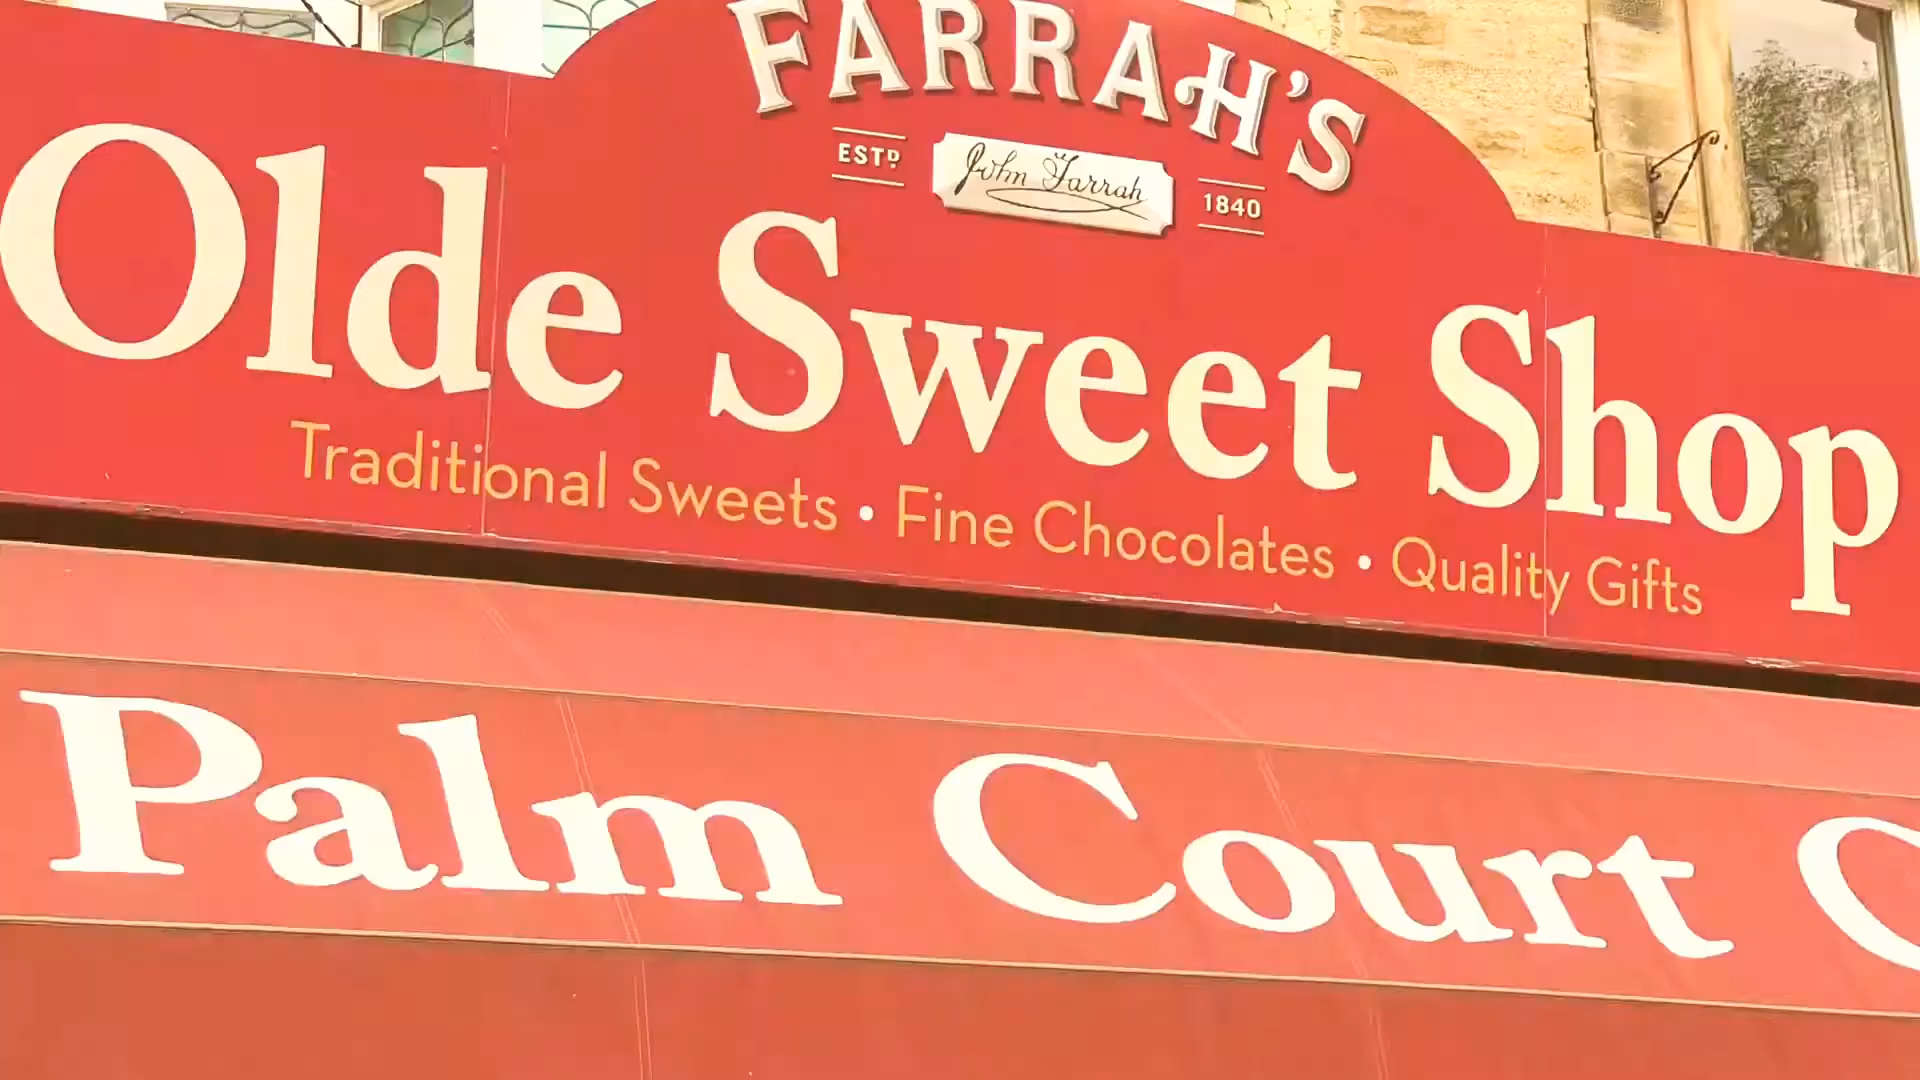 FARRAH'S
ESTD John Farrah 1840
Olde Sweet Shop
Traditional Sweets • Fine Chocolates • Quality Gifts
Palm Court C